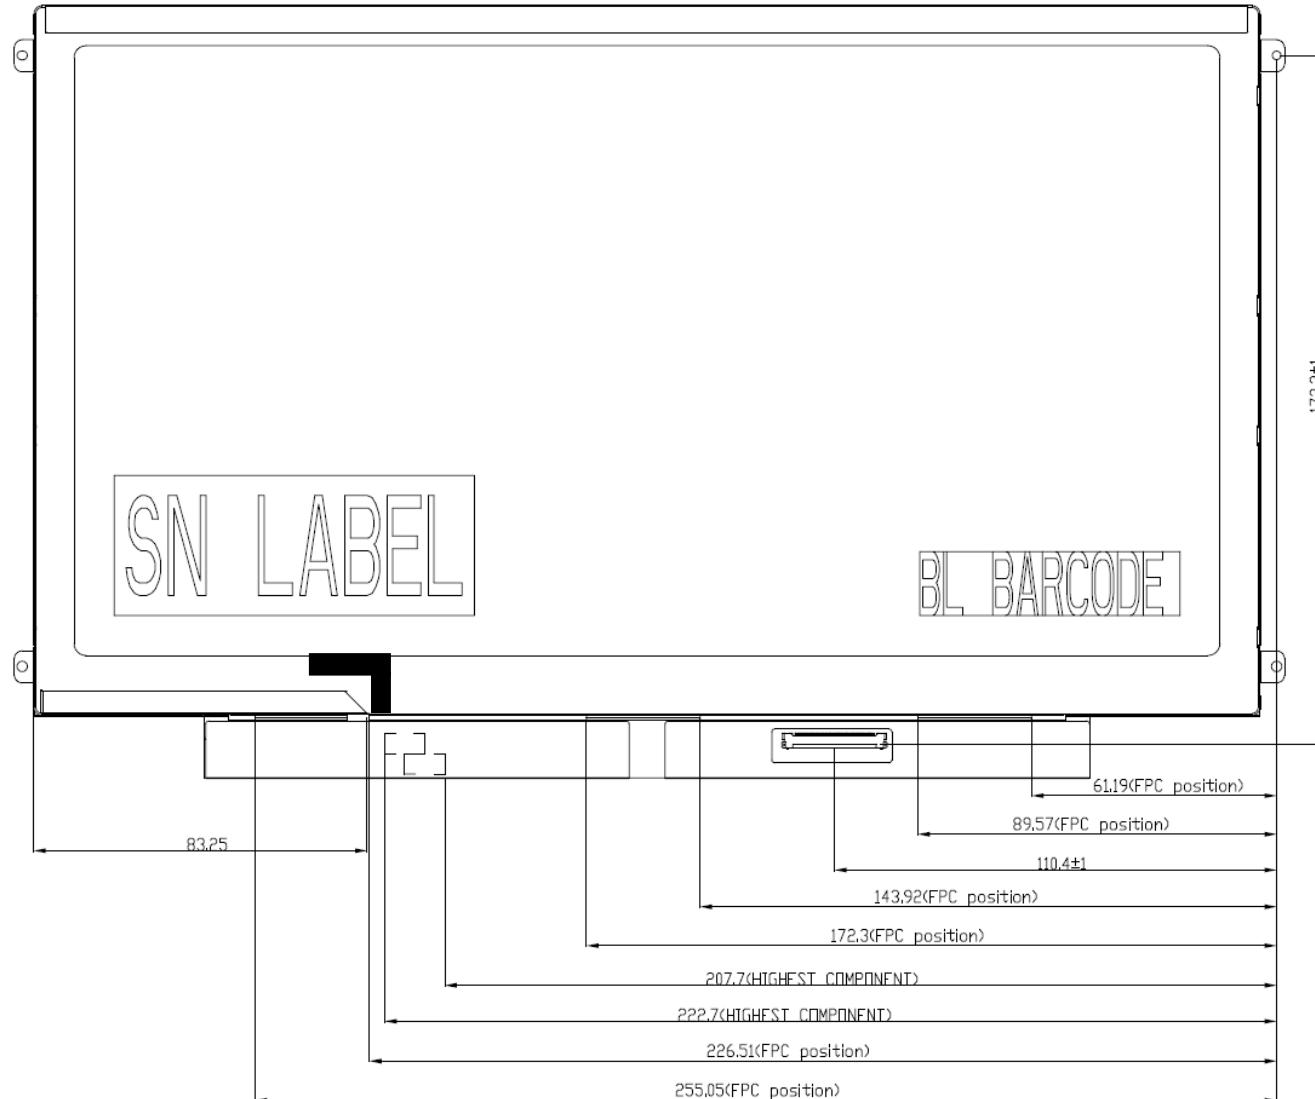 SN LABEL
BL BARCODE
61.19(FPC position)
89.57(FPC position)
83.25
110.4±1
143.92(FPC position)
172.3(FPC position)
207.7(HIGHEST COMPONENT)
222.7(HIGHEST COMPONENT)
226.51(FPC position)
255.05(FPC position)